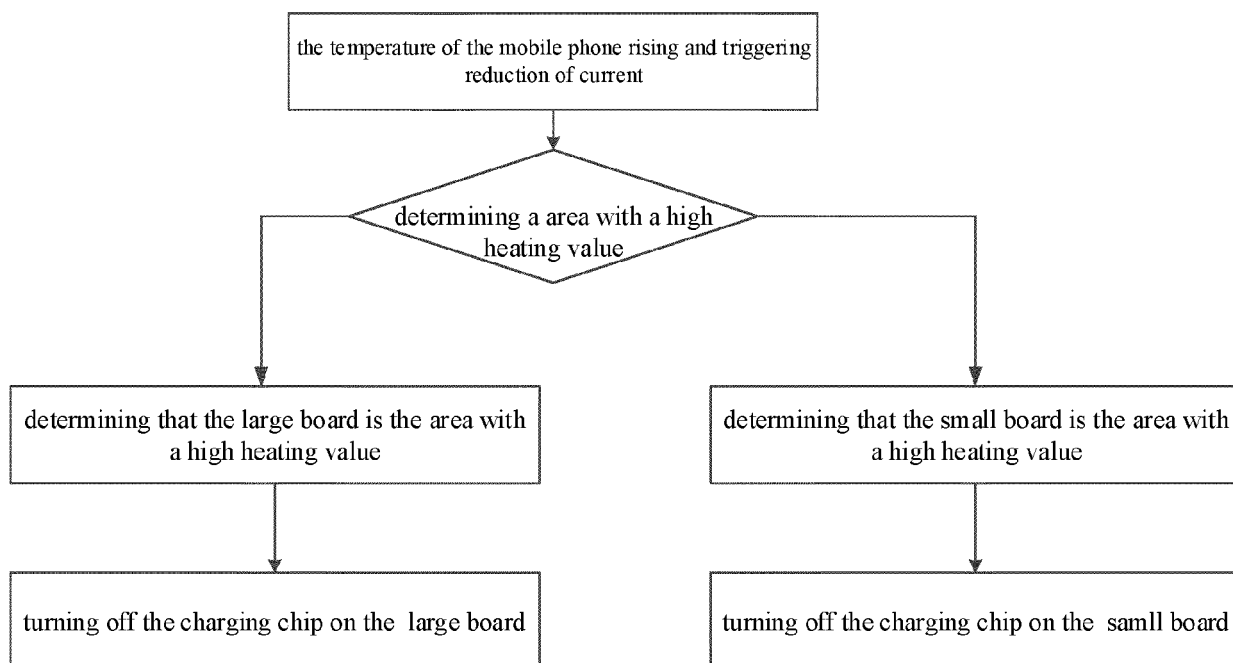 the temperature of the mobile phone rising and triggering
reduction of current
determining a area with a high
heating value
determining that the large board is the area with
a high heating value
determining that the small board is the area with
a high heating value
turning off the charging chip on the large board
turning off the charging chip on the samll board